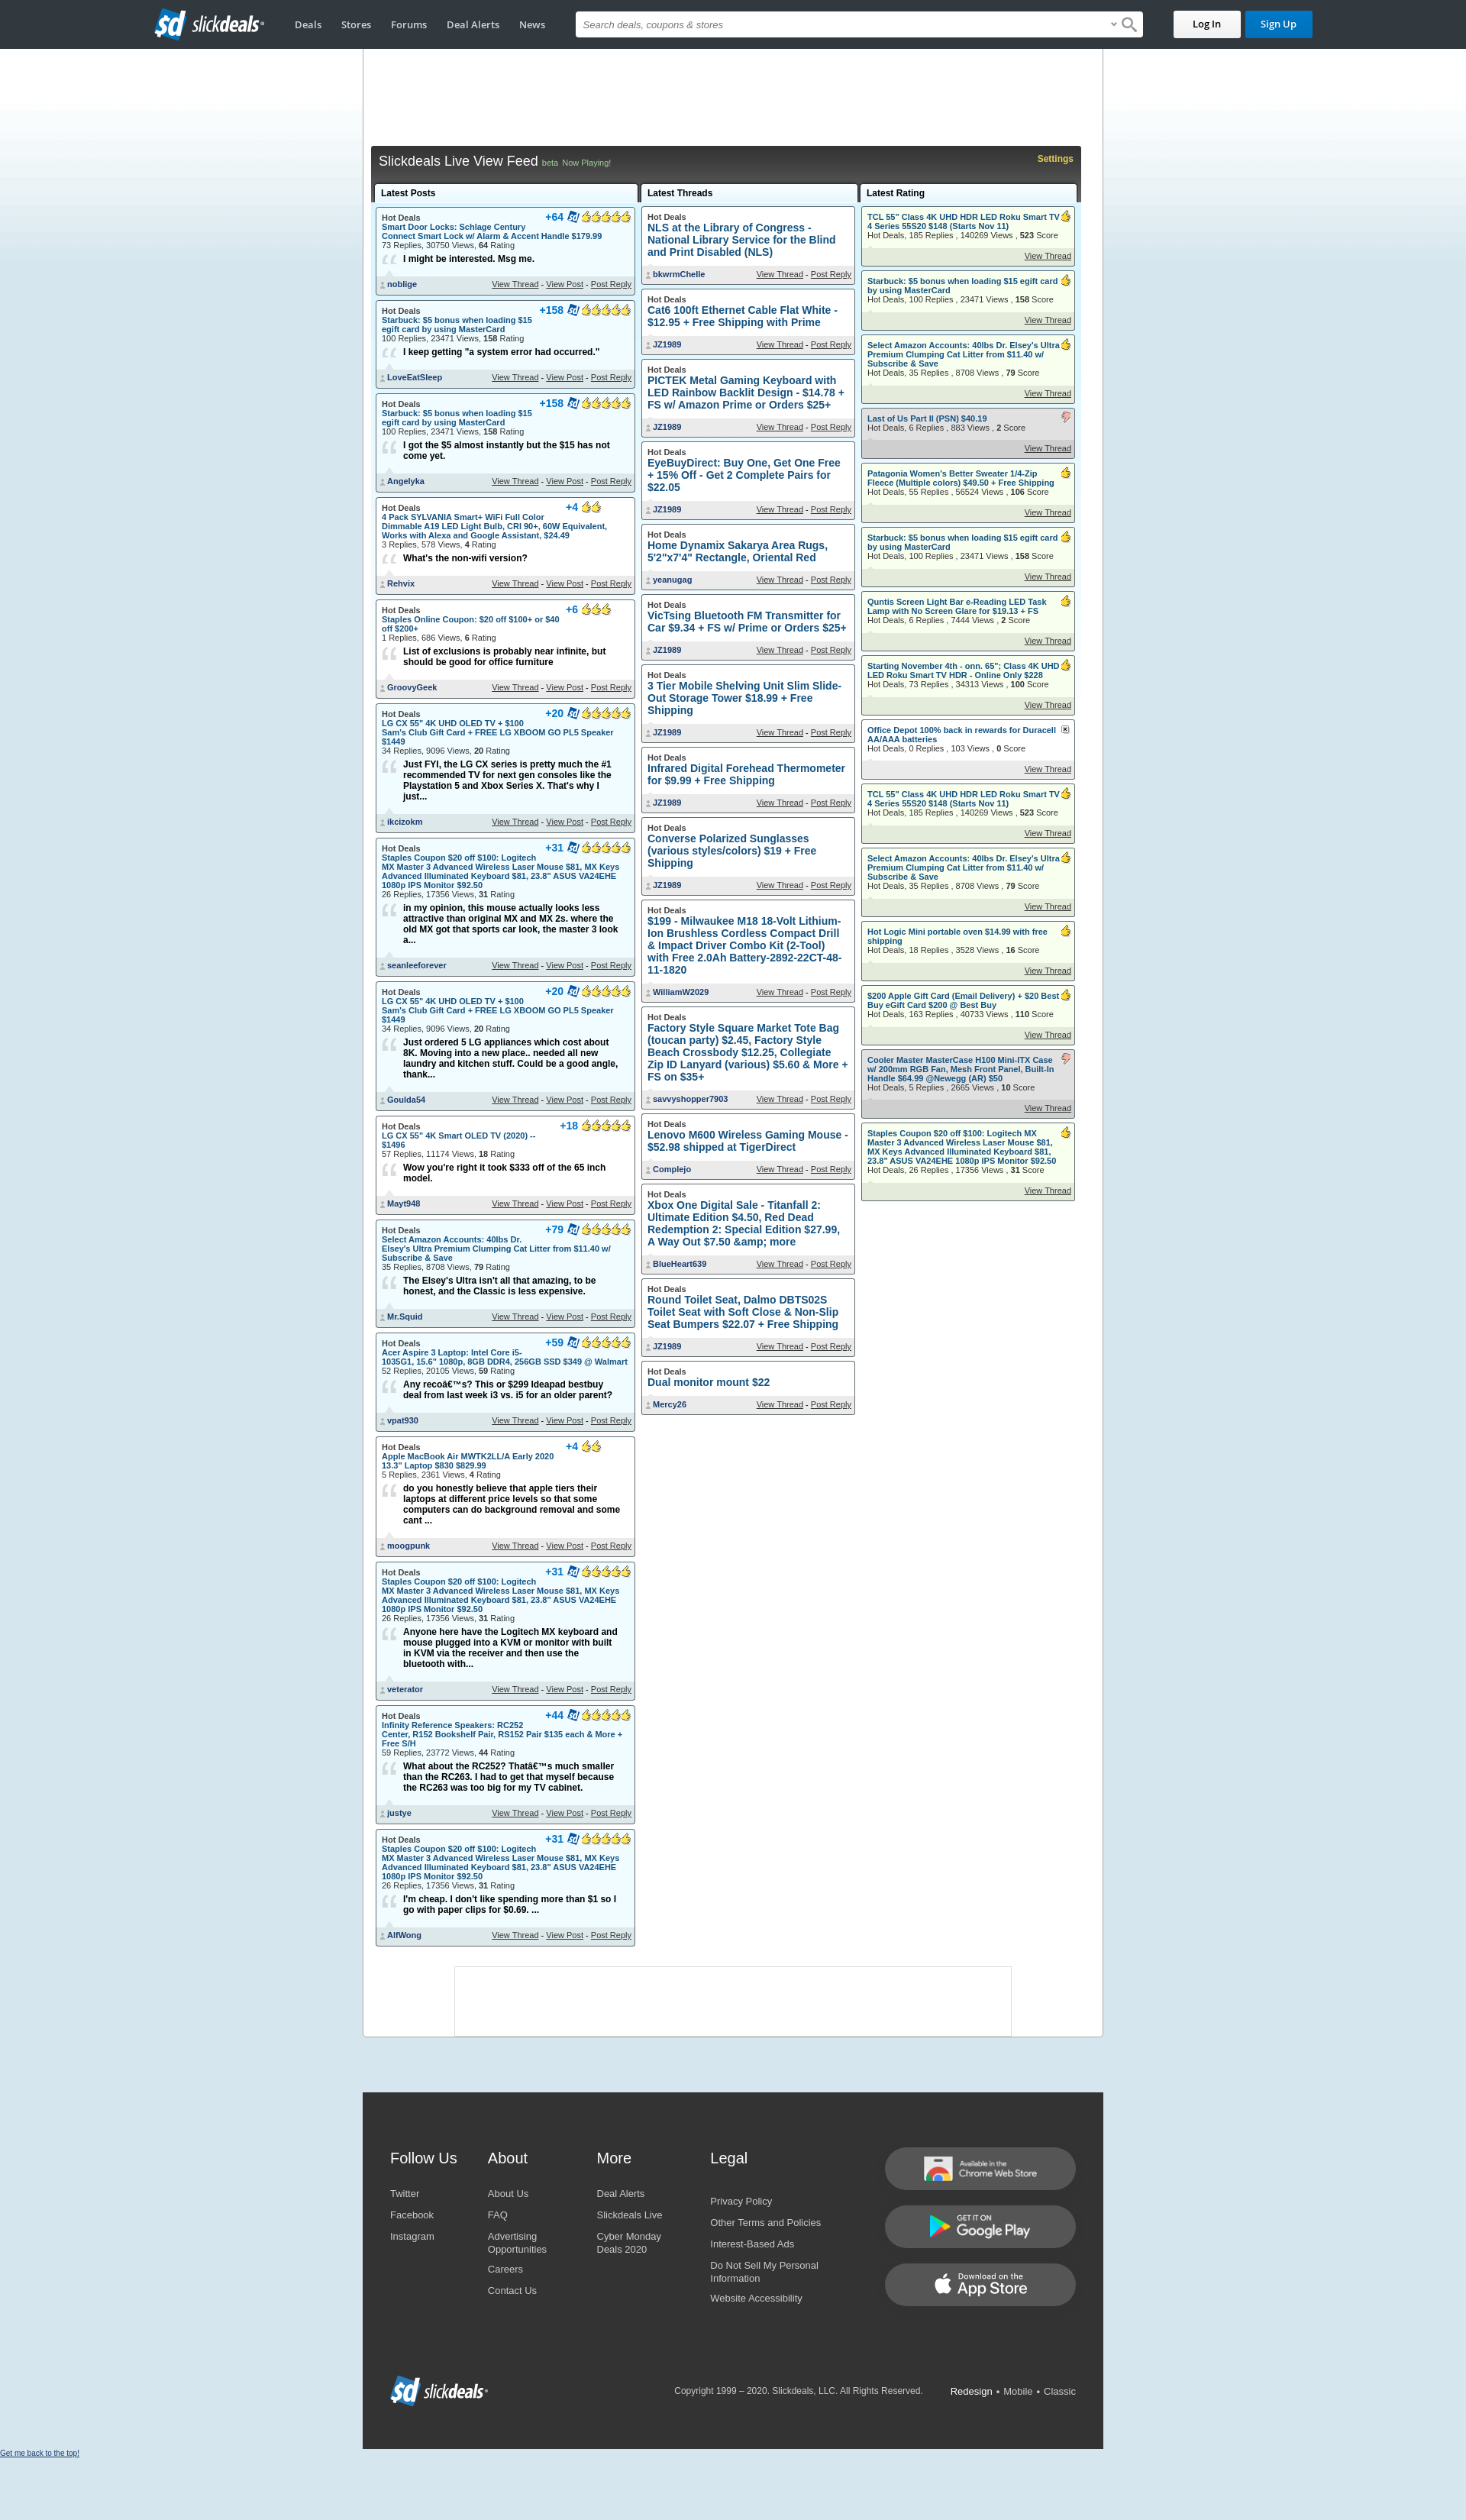 slickdeals
Deals
Stores
Forums
Deal Alerts
News
Search deals, coupons & stores
Log In
Sign Up
Slickdeals Live View Feed beta Now Playing!
Settings
Latest Posts
Hot Deals
+64
Smart Door Locks: Schlage Century
Connect Smart Lock w/ Alarm & Accent Handle $179.99
73 Replies, 30750 Views, 64 Rating
I might be interested. Msg me.
noblige
View Thread - View Post - Post Reply
Hot Deals
+158
Starbuck: $5 bonus when loading $15
egift card by using MasterCard
100 Replies, 23471 Views, 158 Rating
I keep getting "a system error had occurred."
LoveEatSleep
View Thread - View Post - Post Reply
Hot Deals
+158
Starbuck: $5 bonus when loading $15
egift card by using MasterCard
100 Replies, 23471 Views, 158 Rating
I got the $5 almost instantly but the $15 has not
come yet.
Angelyka
View Thread - View Post - Post Reply
Hot Deals
+4
4 Pack SYLVANIA Smart+ WiFi Full Color
Dimmable A19 LED Light Bulb, CRI 90+, 60W Equivalent,
Works with Alexa and Google Assistant, $24.49
3 Replies, 578 Views, 4 Rating
What's the non-wifi version?
Rehvix
View Thread - View Post - Post Reply
Hot Deals
+6
Staples Online Coupon: $20 off $100+ or $40
off $200+
1 Replies, 686 Views, 6 Rating
List of exclusions is probably near infinite, but
should be good for office furniture
GroovyGeek
View Thread - View Post - Post Reply
Hot Deals
+20
LG CX 55" 4K UHD OLED TV + $100
Sam's Club Gift Card + FREE LG XBOOM GO PL5 Speaker
$1449
34 Replies, 9096 Views, 20 Rating
Just FYI, the LG CX series is pretty much the #1
recommended TV for next gen consoles like the
Playstation 5 and Xbox Series X. That's why I
just...
ikcizokm
View Thread - View Post - Post Reply
Hot Deals
+31
Staples Coupon $20 off $100: Logitech
MX Master 3 Advanced Wireless Laser Mouse $81, MX Keys
Advanced Illuminated Keyboard $81, 23.8" ASUS VA24EHE
1080p IPS Monitor $92.50
26 Replies, 17356 Views, 31 Rating
in my opinion, this mouse actually looks less
attractive than original MX and MX 2s. where the
old MX got that sports car look, the master 3 look
a...
seanleeforever
View Thread - View Post - Post Reply
Hot Deals
+20
LG CX 55" 4K UHD OLED TV + $100
Sam's Club Gift Card + FREE LG XBOOM GO PL5 Speaker
$1449
34 Replies, 9096 Views, 20 Rating
Just ordered 5 LG appliances which cost about
8K. Moving into a new place.. needed all new
laundry and kitchen stuff. Could be a good angle,
thank...
Goulda54
View Thread - View Post - Post Reply
Hot Deals
+18
LG CX 55" 4K Smart OLED TV (2020) --
$1496
57 Replies, 11174 Views, 18 Rating
Wow you're right it took $333 off of the 65 inch
model.
Mayt948
View Thread - View Post - Post Reply
Hot Deals
+79
Select Amazon Accounts: 40lbs Dr.
Elsey's Ultra Premium Clumping Cat Litter from $11.40 w/
Subscribe & Save
35 Replies, 8708 Views, 79 Rating
The Elsey's Ultra isn't all that amazing, to be
honest, and the Classic is less expensive.
Mr.Squid
View Thread - View Post - Post Reply
Hot Deals
+59
Acer Aspire 3 Laptop: Intel Core i5-
1035G1, 15.6" 1080p, 8GB DDR4, 256GB SSD $349 @ Walmart
52 Replies, 20105 Views, 59 Rating
Any recoâ€™s? This or $299 Ideapad bestbuy
deal from last week i3 vs. i5 for an older parent?
vpat930
View Thread - View Post - Post Reply
Hot Deals
+4
Apple MacBook Air MWTK2LL/A Early 2020
13.3" Laptop $830 $829.99
5 Replies, 2361 Views, 4 Rating
do you honestly believe that apple tiers their
laptops at different price levels so that some
computers can do background removal and some
cant ...
moogpunk
View Thread - View Post - Post Reply
Hot Deals
+31
Staples Coupon $20 off $100: Logitech
MX Master 3 Advanced Wireless Laser Mouse $81, MX Keys
Advanced Illuminated Keyboard $81, 23.8" ASUS VA24EHE
1080p IPS Monitor $92.50
26 Replies, 17356 Views, 31 Rating
Anyone here have the Logitech MX keyboard and
mouse plugged into a KVM or monitor with built
in KVM via the receiver and then use the
bluetooth with...
veterator
View Thread - View Post - Post Reply
Hot Deals
+44
Infinity Reference Speakers: RC252
Center, R152 Bookshelf Pair, RS152 Pair $135 each & More +
Free S/H
59 Replies, 23772 Views, 44 Rating
What about the RC252? Thatâ€™s much smaller
than the RC263. I had to get that myself because
the RC263 was too big for my TV cabinet.
justye
View Thread - View Post - Post Reply
Hot Deals
+31
Staples Coupon $20 off $100: Logitech
MX Master 3 Advanced Wireless Laser Mouse $81, MX Keys
Advanced Illuminated Keyboard $81, 23.8" ASUS VA24EHE
1080p IPS Monitor $92.50
26 Replies, 17356 Views, 31 Rating
I'm cheap. I don't like spending more than $1 so I
go with paper clips for $0.69. ...
AlfWong
View Thread - View Post - Post Reply
Latest Threads
Hot Deals
NLS at the Library of Congress -
National Library Service for the Blind
and Print Disabled (NLS)
bkwrmChelle
View Thread - Post Reply
Hot Deals
Cat6 100ft Ethernet Cable Flat White -
$12.95 + Free Shipping with Prime
JZ1989
View Thread - Post Reply
Hot Deals
PICTEK Metal Gaming Keyboard with
LED Rainbow Backlit Design - $14.78 +
FS w/ Amazon Prime or Orders $25+
JZ1989
View Thread - Post Reply
Hot Deals
EyeBuyDirect: Buy One, Get One Free
+ 15% Off - Get 2 Complete Pairs for
$22.05
JZ1989
View Thread - Post Reply
Hot Deals
Home Dynamix Sakarya Area Rugs,
5'2"x7'4" Rectangle, Oriental Red
yeanugag
View Thread - Post Reply
Hot Deals
VicTsing Bluetooth FM Transmitter for
Car $9.34 + FS w/ Prime or Orders $25+
JZ1989
View Thread - Post Reply
Hot Deals
3 Tier Mobile Shelving Unit Slim Slide-
Out Storage Tower $18.99 + Free
Shipping
JZ1989
View Thread - Post Reply
Hot Deals
Infrared Digital Forehead Thermometer
for $9.99 + Free Shipping
JZ1989
View Thread - Post Reply
Hot Deals
Converse Polarized Sunglasses
(various styles/colors) $19 + Free
Shipping
JZ1989
View Thread - Post Reply
Hot Deals
$199 - Milwaukee M18 18-Volt Lithium-
Ion Brushless Cordless Compact Drill
& Impact Driver Combo Kit (2-Tool)
with Free 2.0Ah Battery-2892-22CT-48-
11-1820
WilliamW2029
View Thread - Post Reply
Hot Deals
Factory Style Square Market Tote Bag
(toucan party) $2.45, Factory Style
Beach Crossbody $12.25, Collegiate
Zip ID Lanyard (various) $5.60 & More +
FS on $35+
savvyshopper7903
View Thread - Post Reply
Hot Deals
Lenovo M600 Wireless Gaming Mouse -
$52.98 shipped at TigerDirect
Complejo
View Thread - Post Reply
Hot Deals
Xbox One Digital Sale - Titanfall 2:
Ultimate Edition $4.50, Red Dead
Redemption 2: Special Edition $27.99,
A Way Out $7.50 &amp; more
BlueHeart639
View Thread - Post Reply
Hot Deals
Round Toilet Seat, Dalmo DBTS02S
Toilet Seat with Soft Close & Non-Slip
Seat Bumpers $22.07 + Free Shipping
JZ1989
View Thread - Post Reply
Hot Deals
Dual monitor mount $22
Mercy26
View Thread - Post Reply
Latest Rating
TCL 55" Class 4K UHD HDR LED Roku Smart TV
4 Series 55S20 $148 (Starts Nov 11)
Hot Deals, 185 Replies , 140269 Views , 523 Score
View Thread
Starbuck: $5 bonus when loading $15 egift card
by using MasterCard
Hot Deals, 100 Replies , 23471 Views , 158 Score
View Thread
Select Amazon Accounts: 40lbs Dr. Elsey's Ultra
Premium Clumping Cat Litter from $11.40 w/
Subscribe & Save
Hot Deals, 35 Replies , 8708 Views , 79 Score
View Thread
Last of Us Part II (PSN) $40.19
Hot Deals, 6 Replies , 883 Views , 2 Score
View Thread
Patagonia Women's Better Sweater 1/4-Zip
Fleece (Multiple colors) $49.50 + Free Shipping
Hot Deals, 55 Replies , 56524 Views , 106 Score
View Thread
Starbuck: $5 bonus when loading $15 egift card
by using MasterCard
Hot Deals, 100 Replies , 23471 Views , 158 Score
View Thread
Quntis Screen Light Bar e-Reading LED Task
Lamp with No Screen Glare for $19.13 + FS
Hot Deals, 6 Replies , 7444 Views , 2 Score
View Thread
Starting November 4th - onn. 65"; Class 4K UHD
LED Roku Smart TV HDR - Online Only $228
Hot Deals, 73 Replies , 34313 Views , 100 Score
View Thread
Office Depot 100% back in rewards for Duracell
AA/AAA batteries
Hot Deals, 0 Replies , 103 Views , 0 Score
View Thread
TCL 55" Class 4K UHD HDR LED Roku Smart TV
4 Series 55S20 $148 (Starts Nov 11)
Hot Deals, 185 Replies , 140269 Views , 523 Score
View Thread
Select Amazon Accounts: 40lbs Dr. Elsey's Ultra
Premium Clumping Cat Litter from $11.40 w/
Subscribe & Save
Hot Deals, 35 Replies , 8708 Views , 79 Score
View Thread
Hot Logic Mini portable oven $14.99 with free
shipping
Hot Deals, 18 Replies , 3528 Views , 16 Score
View Thread
$200 Apple Gift Card (Email Delivery) + $20 Best
Buy eGift Card $200 @ Best Buy
Hot Deals, 163 Replies , 40733 Views , 110 Score
View Thread
Cooler Master MasterCase H100 Mini-ITX Case
w/ 200mm RGB Fan, Mesh Front Panel, Built-In
Handle $64.99 @Newegg (AR) $50
Hot Deals, 5 Replies , 2665 Views , 10 Score
View Thread
Staples Coupon $20 off $100: Logitech MX
Master 3 Advanced Wireless Laser Mouse $81,
MX Keys Advanced Illuminated Keyboard $81,
23.8" ASUS VA24EHE 1080p IPS Monitor $92.50
Hot Deals, 26 Replies , 17356 Views , 31 Score
View Thread
Follow Us
Twitter
Facebook
Instagram
About
About Us
FAQ
Advertising
Opportunities
Careers
Contact Us
More
Deal Alerts
Slickdeals Live
Cyber Monday
Deals 2020
Legal
Privacy Policy
Other Terms and Policies
Interest-Based Ads
Do Not Sell My Personal
Information
Website Accessibility
Available in the
Chrome Web Store
GET IT ON
Google Play
Download on the
App Store
slickdeals
Copyright 1999 – 2020. Slickdeals, LLC. All Rights Reserved.
Redesign • Mobile • Classic
Get me back to the top!